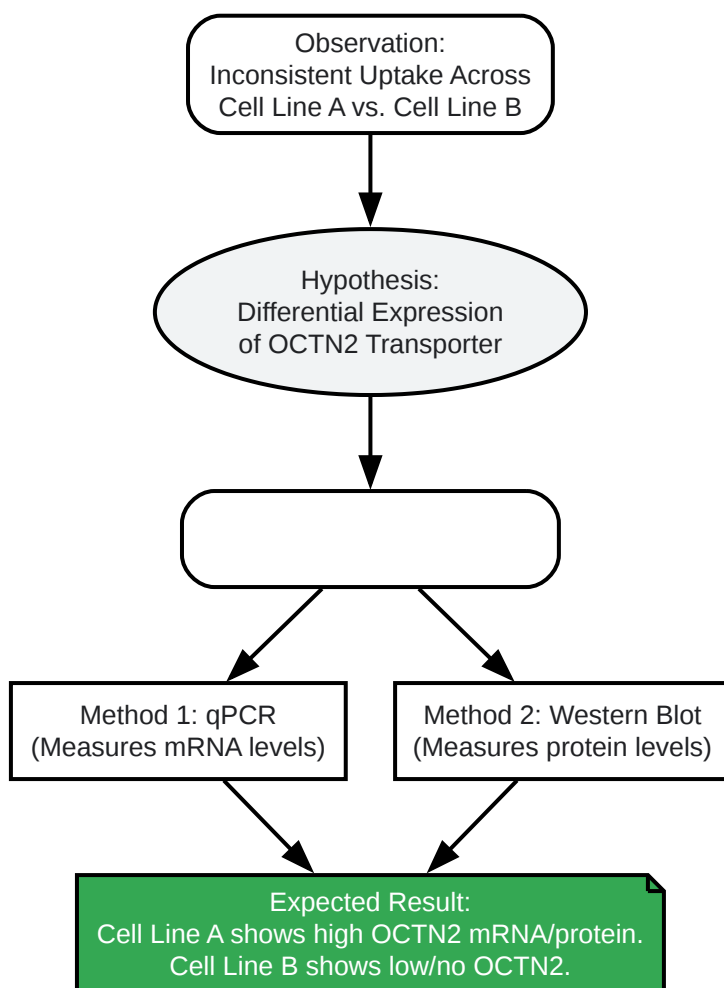 Observation:
Inconsistent Uptake Across
Cell Line A vs. Cell Line B
Hypothesis:
Differential Expression
of OCTN2 Transporter
Method 1: qPCR
(Measures mRNA levels)
Method 2: Western Blot
(Measures protein levels)
Expected Result:
Cell Line A shows high OCTN2 mRNA/protein.
Cell Line B shows low/no OCTN2.